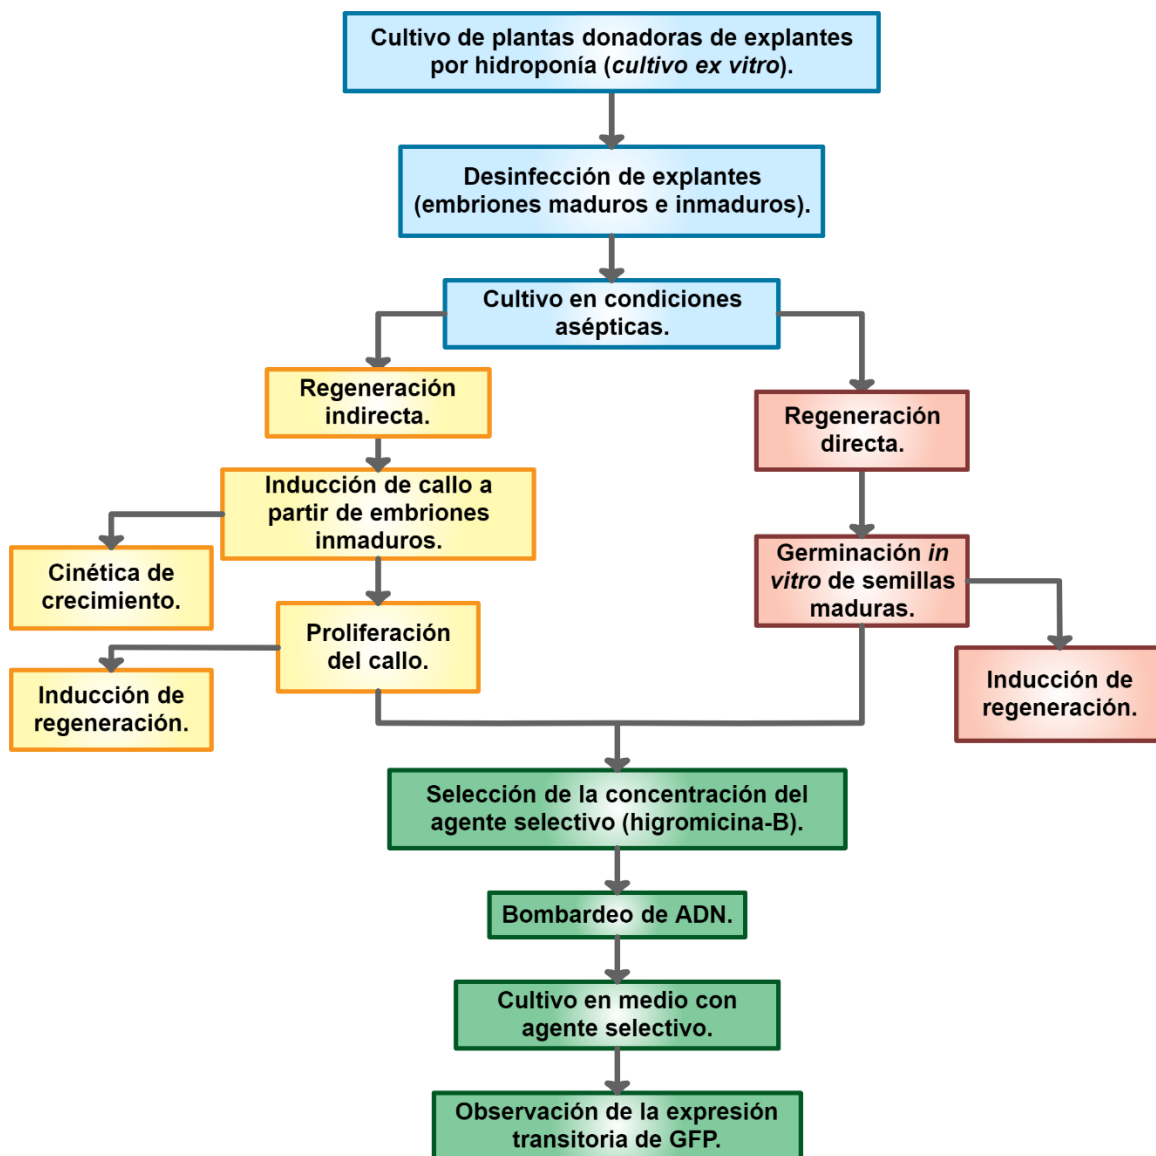 Cultivo de plantas donadoras de explantes
por hidroponía (cultivo ex vitro).
Desinfección de explantes
(embriones maduros e inmaduros).
Cultivo en condiciones
asépticas.
Regeneración
indirecta.
Inducción de callo a
partir de embriones
inmaduros.
Cinética de
crecimiento.
Proliferación
del callo.
Inducción de
regeneración.
Regeneración
directa.
Germinación in
vitro de semillas
maduras.
Inducción de
regeneración.
Selección de la concentración del
agente selectivo (higromicina-B).
Bombardeo de ADN.
Cultivo en medio con
agente selectivo.
Observación de la expresión
transitoria de GFP.